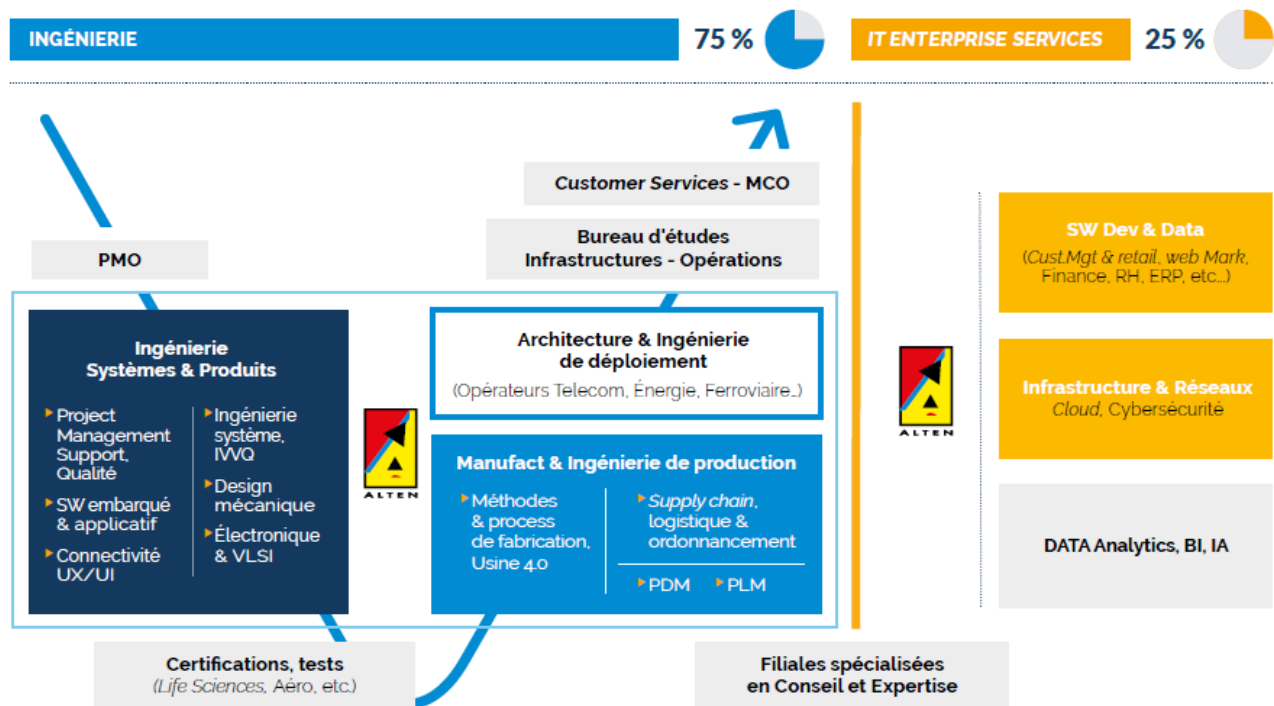 INGÉNIERIE
75 %
IT ENTERPRISE SERVICES
25 %
Customer Services - MCO
Bureau d'études
Infrastructures - Opérations
PMO
Ingénierie
Systèmes & Produits
Project
Management
Support,
Qualité
SW embarqué
& applicatif
Connectivité
UX/UI
Ingénierie
système,
IVVQ
Design
mécanique
Électronique
& VLSI
ALTEN
Architecture & Ingénierie
de déploiement
(Opérateurs Telecom, Énergie, Ferroviaire…)
Manufact & Ingénierie de production
Méthodes
& process
de fabrication,
Usine 4.0
Supply chain,
logistique &
ordonnancement
PDM
PLM
Certifications, tests
(Life Sciences, Aéro, etc.)
Filiales spécialisées
en Conseil et Expertise
ALTEN
SW Dev & Data
(Cust.Mgt & retail, web Mark,
Finance, RH, ERP, etc...)
Infrastructure & Réseaux
Cloud, Cybersécurité
DATA Analytics, BI, IA